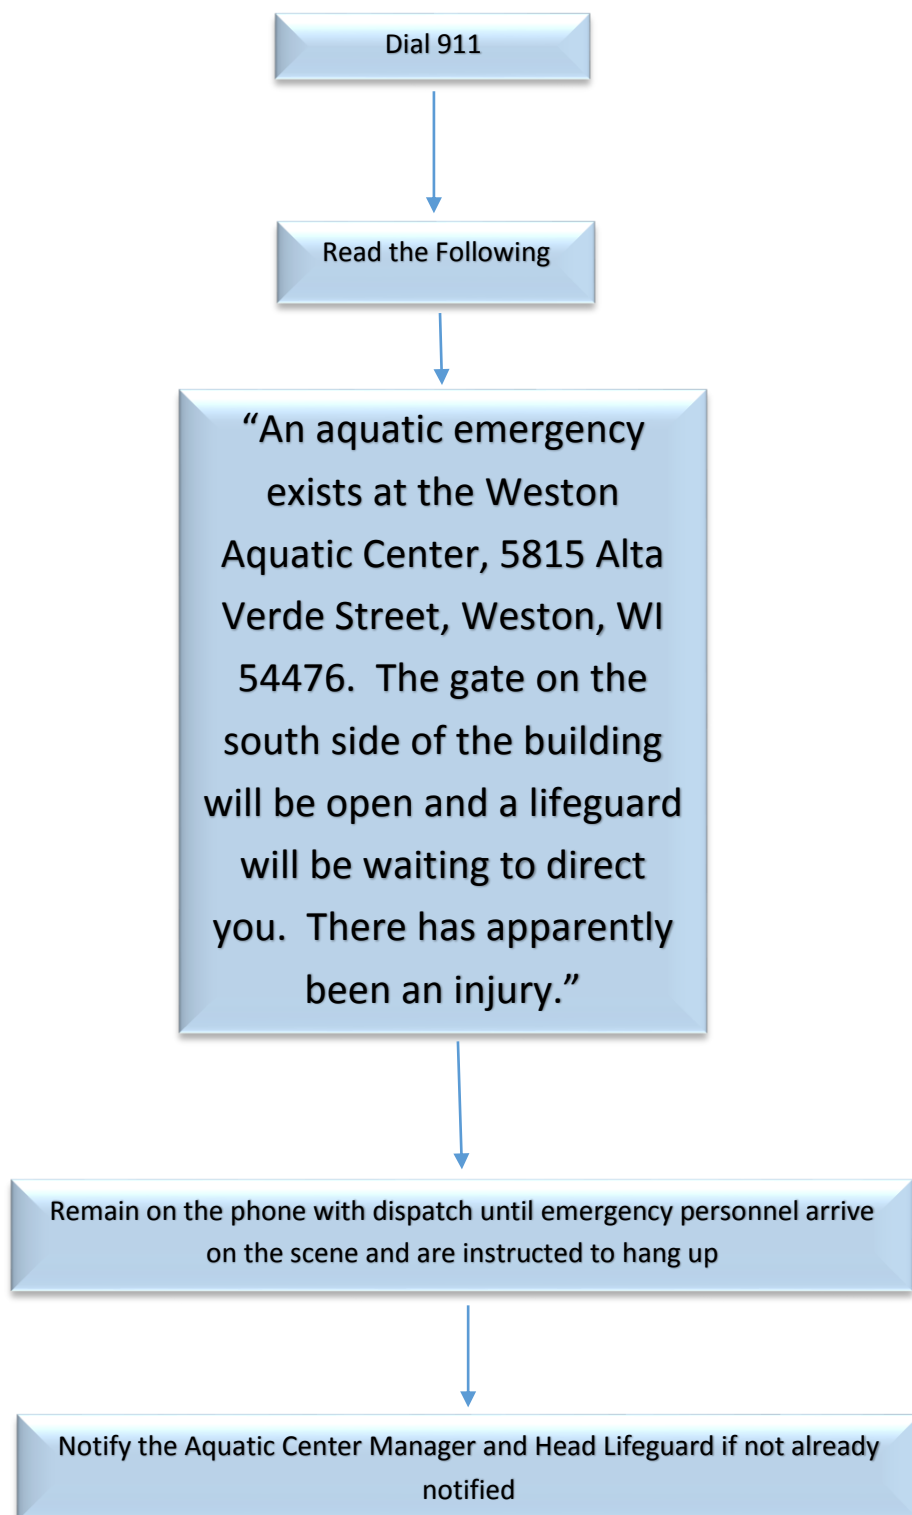 Dial 911
Read the Following
“An aquatic emergency
exists at the Weston
Aquatic Center, 5815 Alta
Verde Street, Weston, WI
54476.  The gate on the
south side of the building
will be open and a lifeguard
will be waiting to direct
you.  There has apparently
been an injury.”
Remain on the phone with dispatch until emergency personnel arrive
on the scene and are instructed to hang up
Notify the Aquatic Center Manager and Head Lifeguard if not already
notified